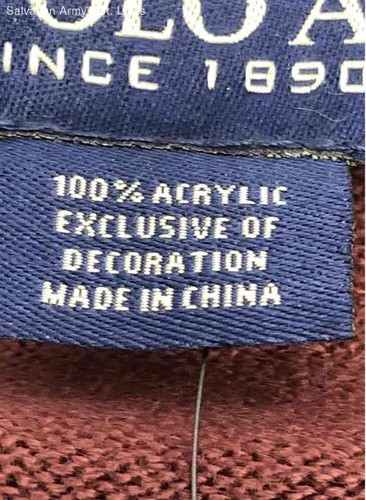 Salvation Army
INCE 1890
100% ACRYLIC
EXCLUSIVE OF
DECORATION
MADE IN CHINA